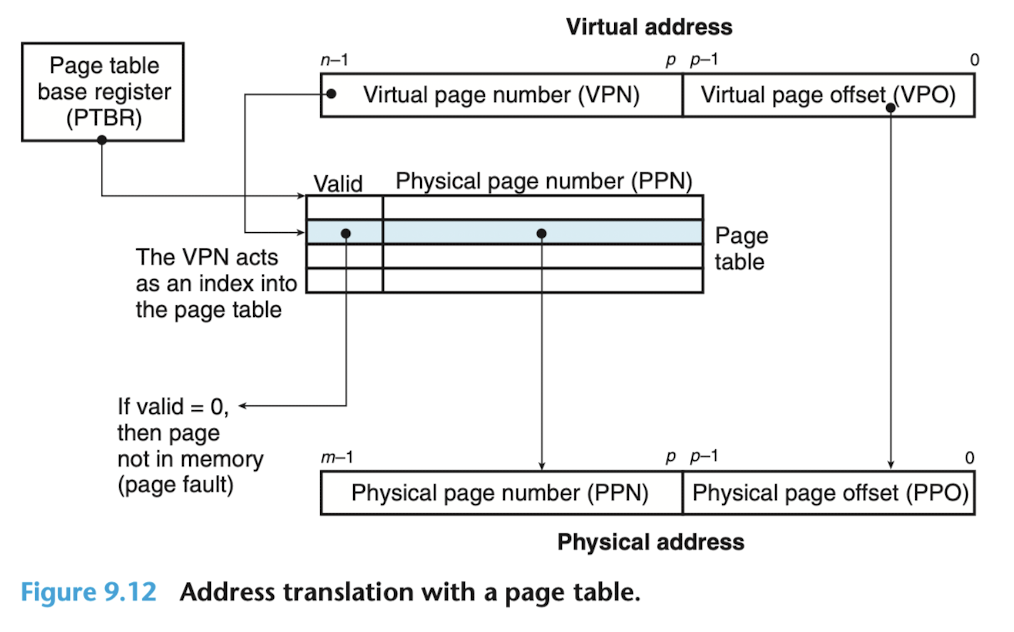 Virtual address
Page table
base register
(PTBR)
n–1
p p–1
0
Virtual page number (VPN)
Virtual page offset (VPO)
Valid
Physical page number (PPN)
The VPN acts
as an index into
the page table
Page
table
If valid = 0,
then page
not in memory
(page fault)
m–1
p p–1
0
Physical page number (PPN)
Physical page offset (PPO)
Physical address
Figure 9.12 Address translation with a page table.